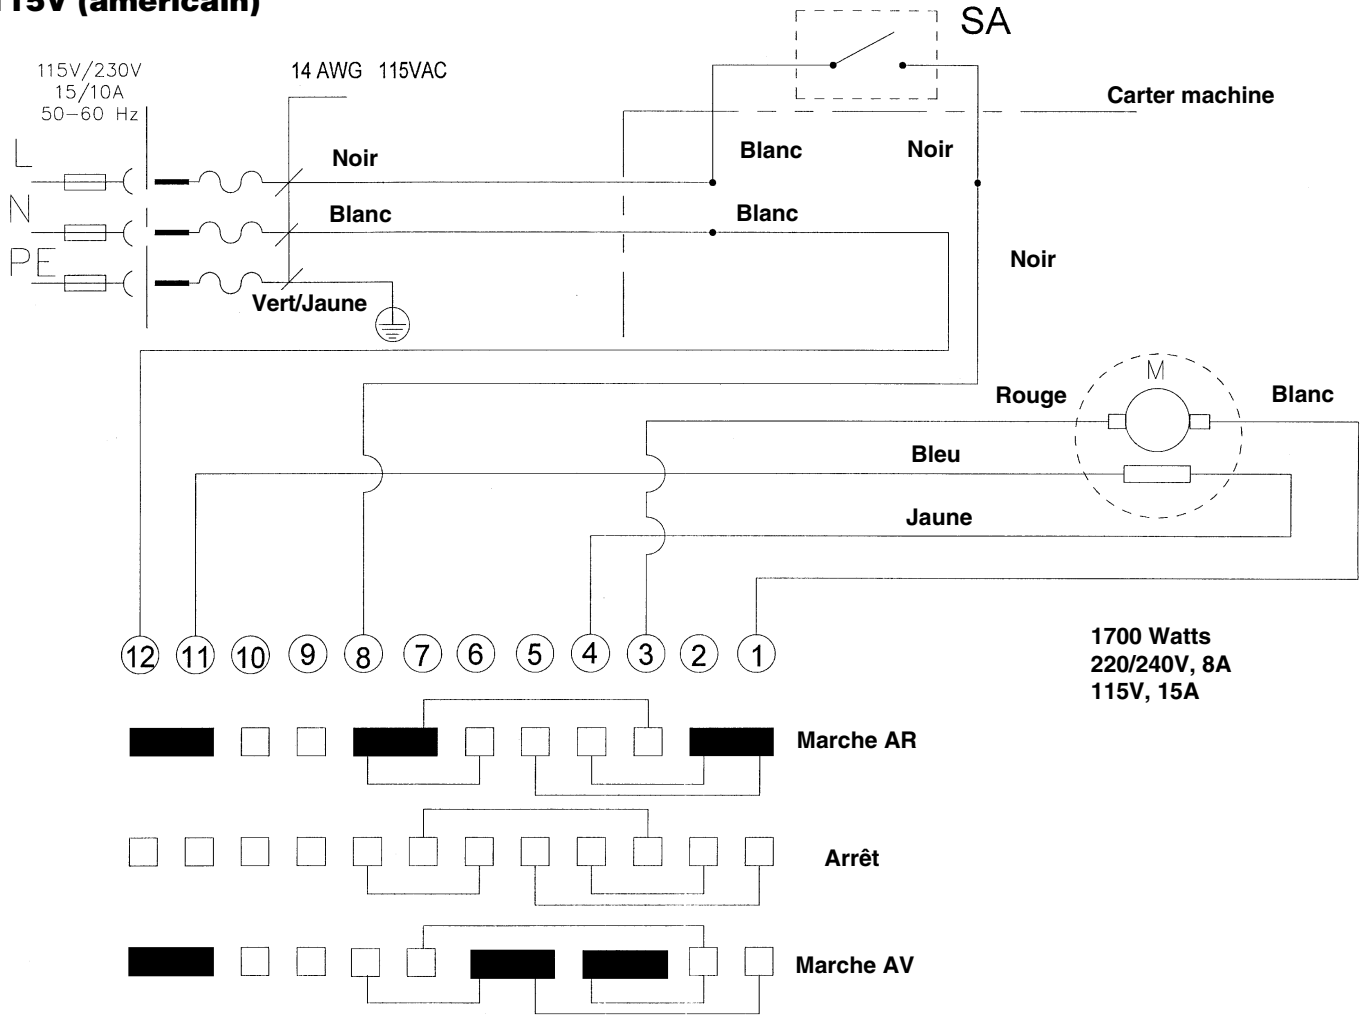 115V (américain)
SA
115V/230V
15/10A
50-60 Hz
14 AWG 115VAC
Carter machine
L
Noir
Blanc
Noir
N
Blanc
Blanc
PE
Noir
Vert/Jaune
M
Rouge
Blanc
Bleu
Jaune
12 11 10 9 8 7 6 5 4 3 2 1
1700 Watts
220/240V, 8A
115V, 15A
Marche AR
Arrêt
Marche AV